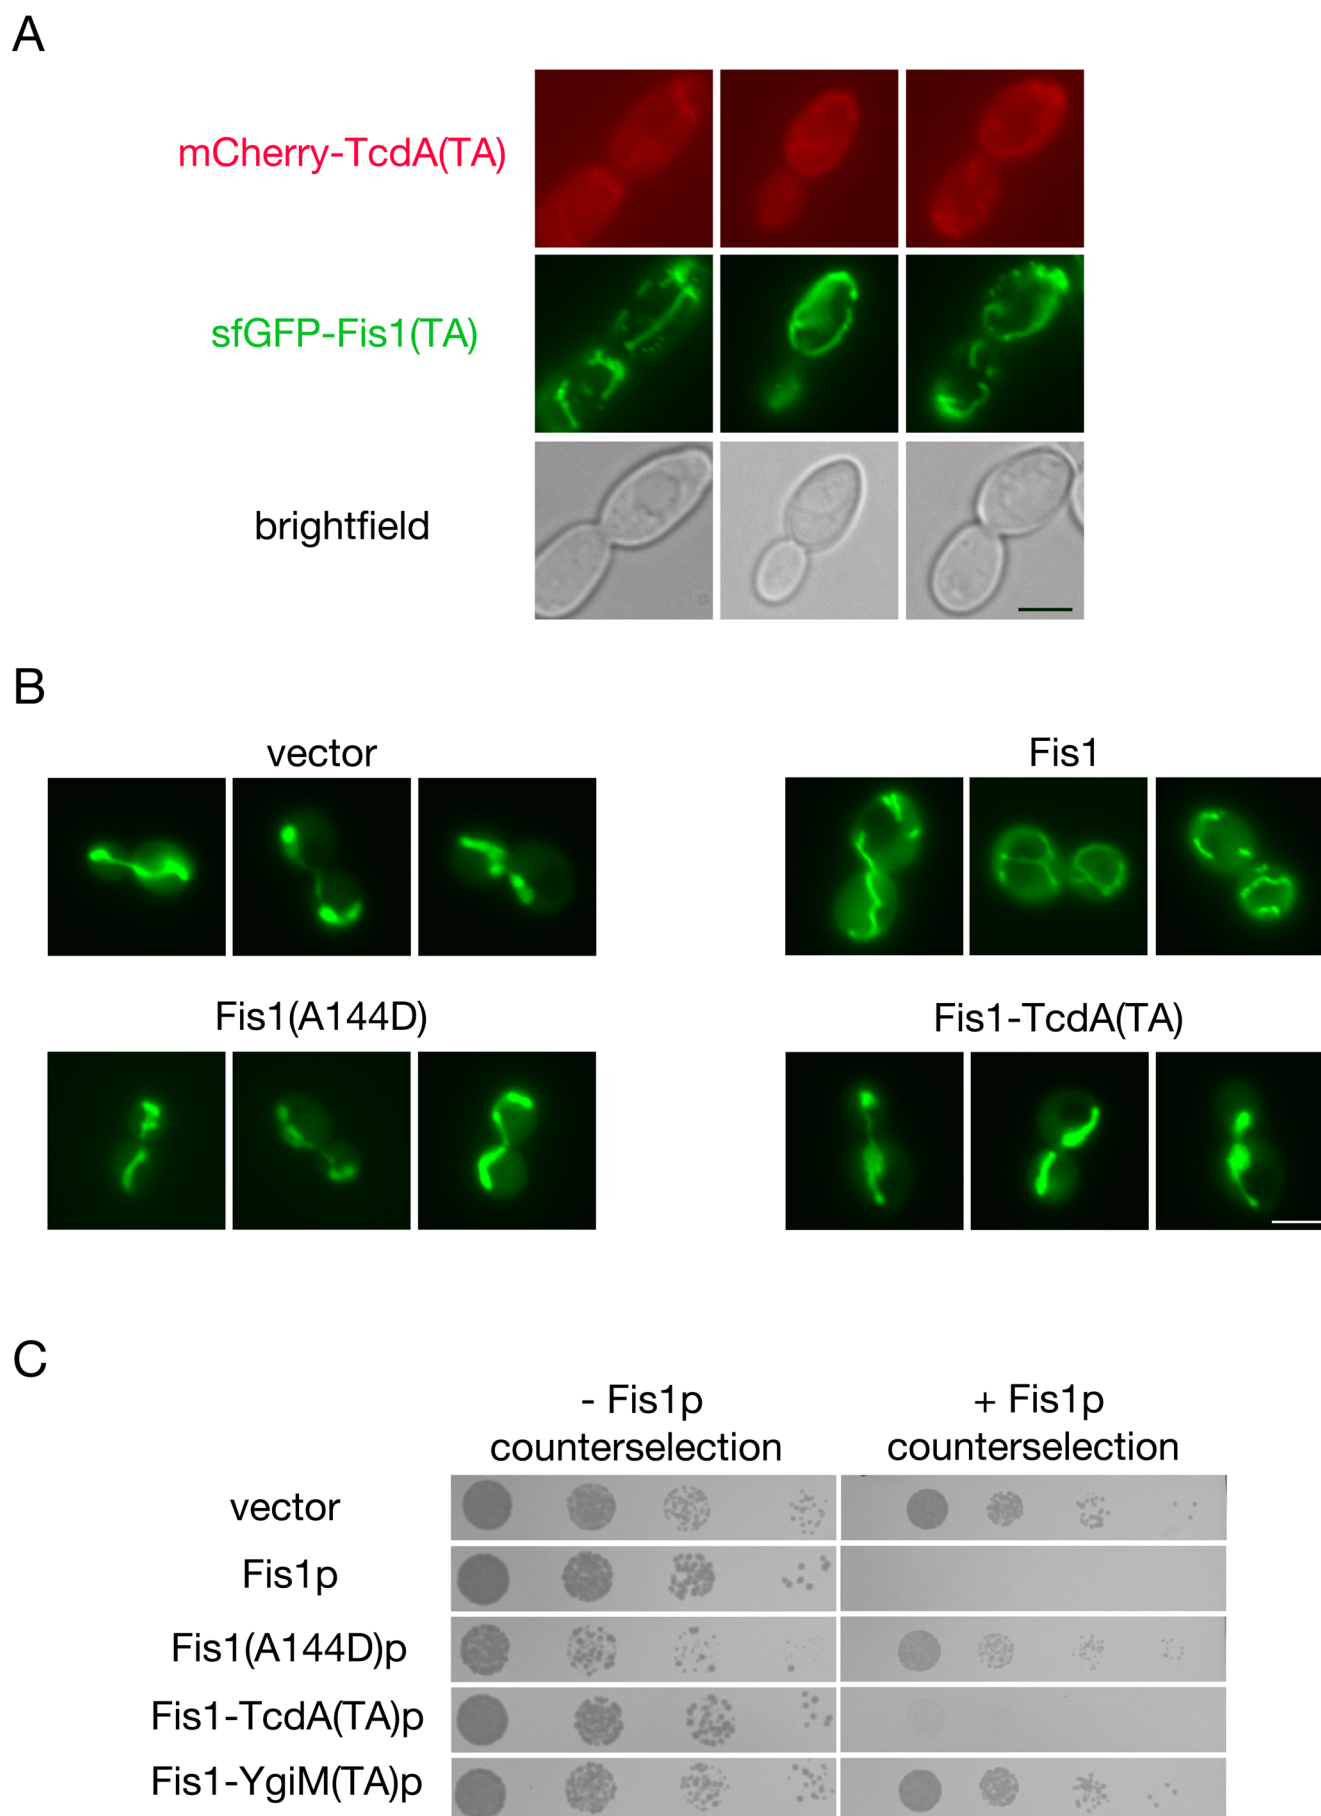 A
mCherry-TcdA(TA)
sfGFP-Fis1(TA)
brightfield
B
vector
Fis1
Fis1(A144D)
Fis1-TcdA(TA)
C
- Fis1p
counterselection
+ Fis1p
counterselection
vector
Fis1p
Fis1(A144D)p
Fis1-TcdA(TA)p
Fis1-YgiM(TA)p